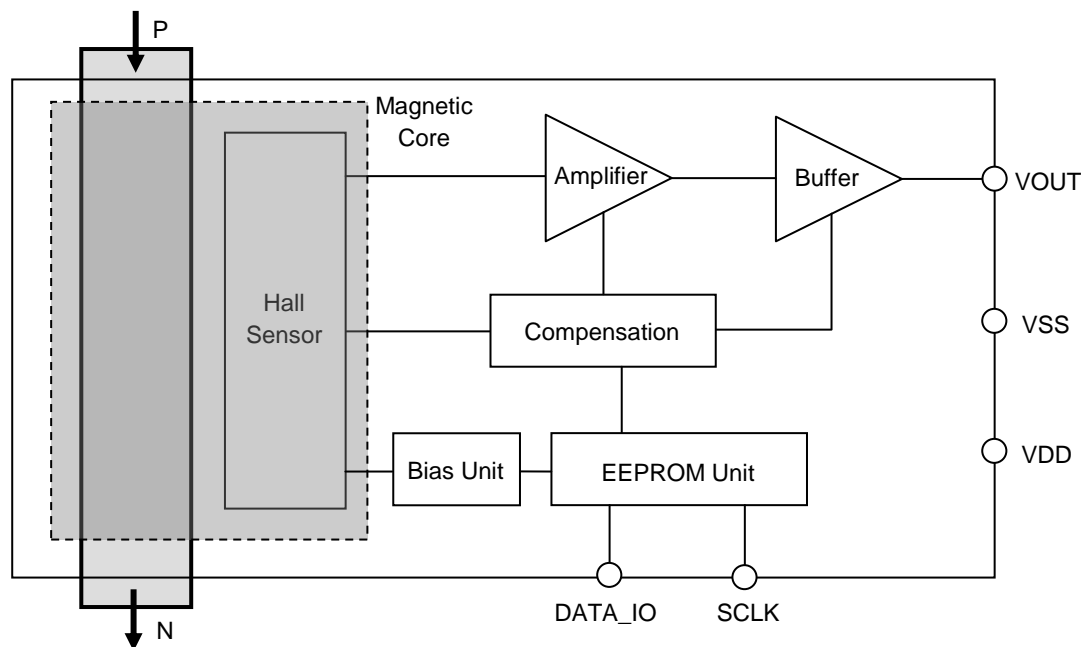 P
Magnetic
Core
Amplifier
Buffer
VOUT
Hall
Sensor
Compensation
VSS
VDD
Bias Unit
EEPROM Unit
DATA_IO
SCLK
N